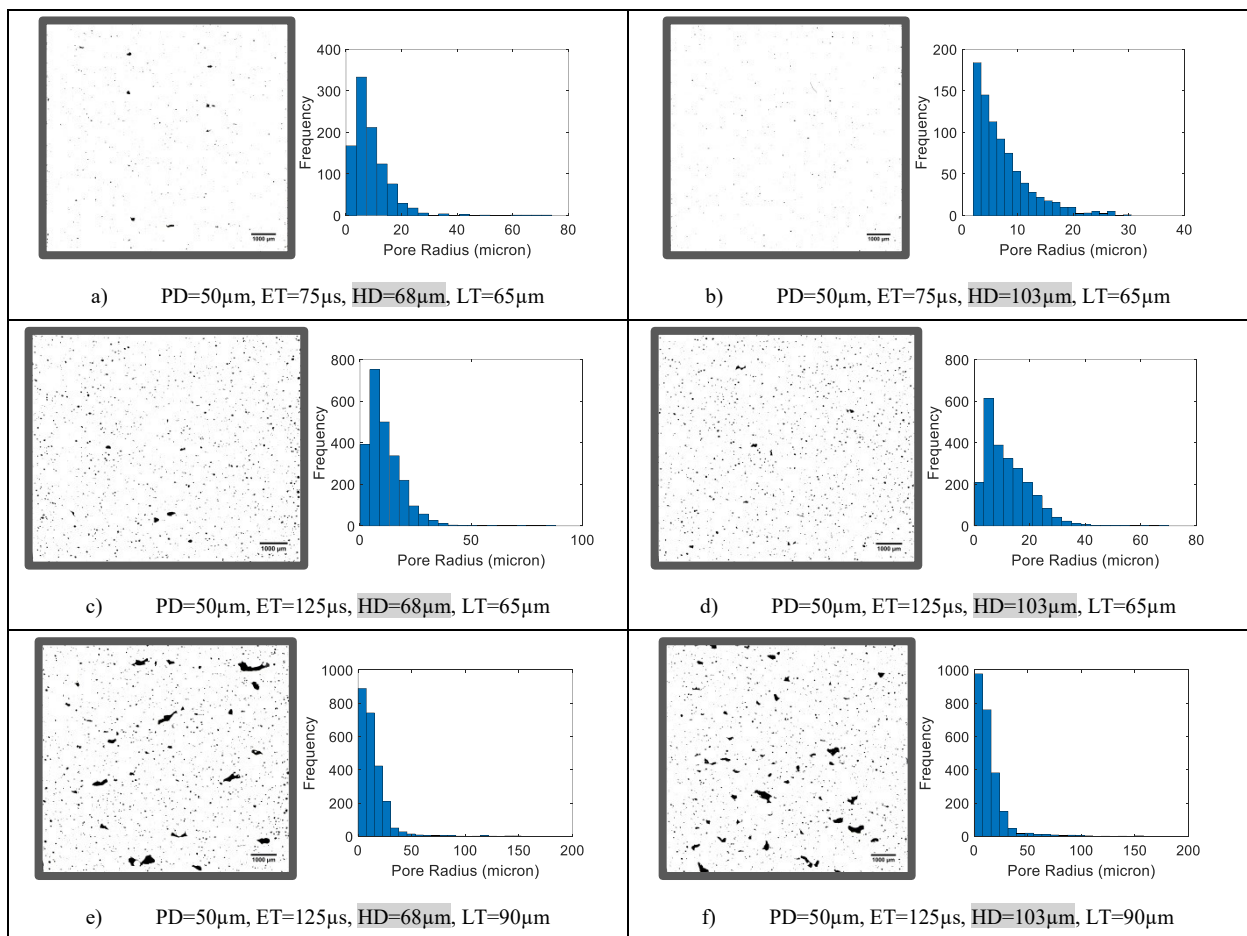 400
300
200
100
0
Frequency
0 20 40 60 80
Pore Radius (micron)
1000 µm
a) PD=50µm, ET=75µs, HD=68µm, LT=65µm
200
150
100
50
0
Frequency
0 10 20 30 40
Pore Radius (micron)
b) PD=50µm, ET=75µs, HD=103µm, LT=65µm
1000 µm
800
600
400
200
0
Frequency
0 50 100
Pore Radius (micron)
1000 µm
c) PD=50µm, ET=125µs, HD=68µm, LT=65µm
800
600
400
200
0
Frequency
0 20 40 60 80
Pore Radius (micron)
1000 µm
d) PD=50µm, ET=125µs, HD=103µm, LT=65µm
1000
800
600
400
200
0
Frequency
0 50 100 150 200
Pore Radius (micron)
1000 µm
e) PD=50µm, ET=125µs, HD=68µm, LT=90µm
1000
800
600
400
200
0
Frequency
0 50 100 150 200
Pore Radius (micron)
1000 µm
f) PD=50µm, ET=125µs, HD=103µm, LT=90µm